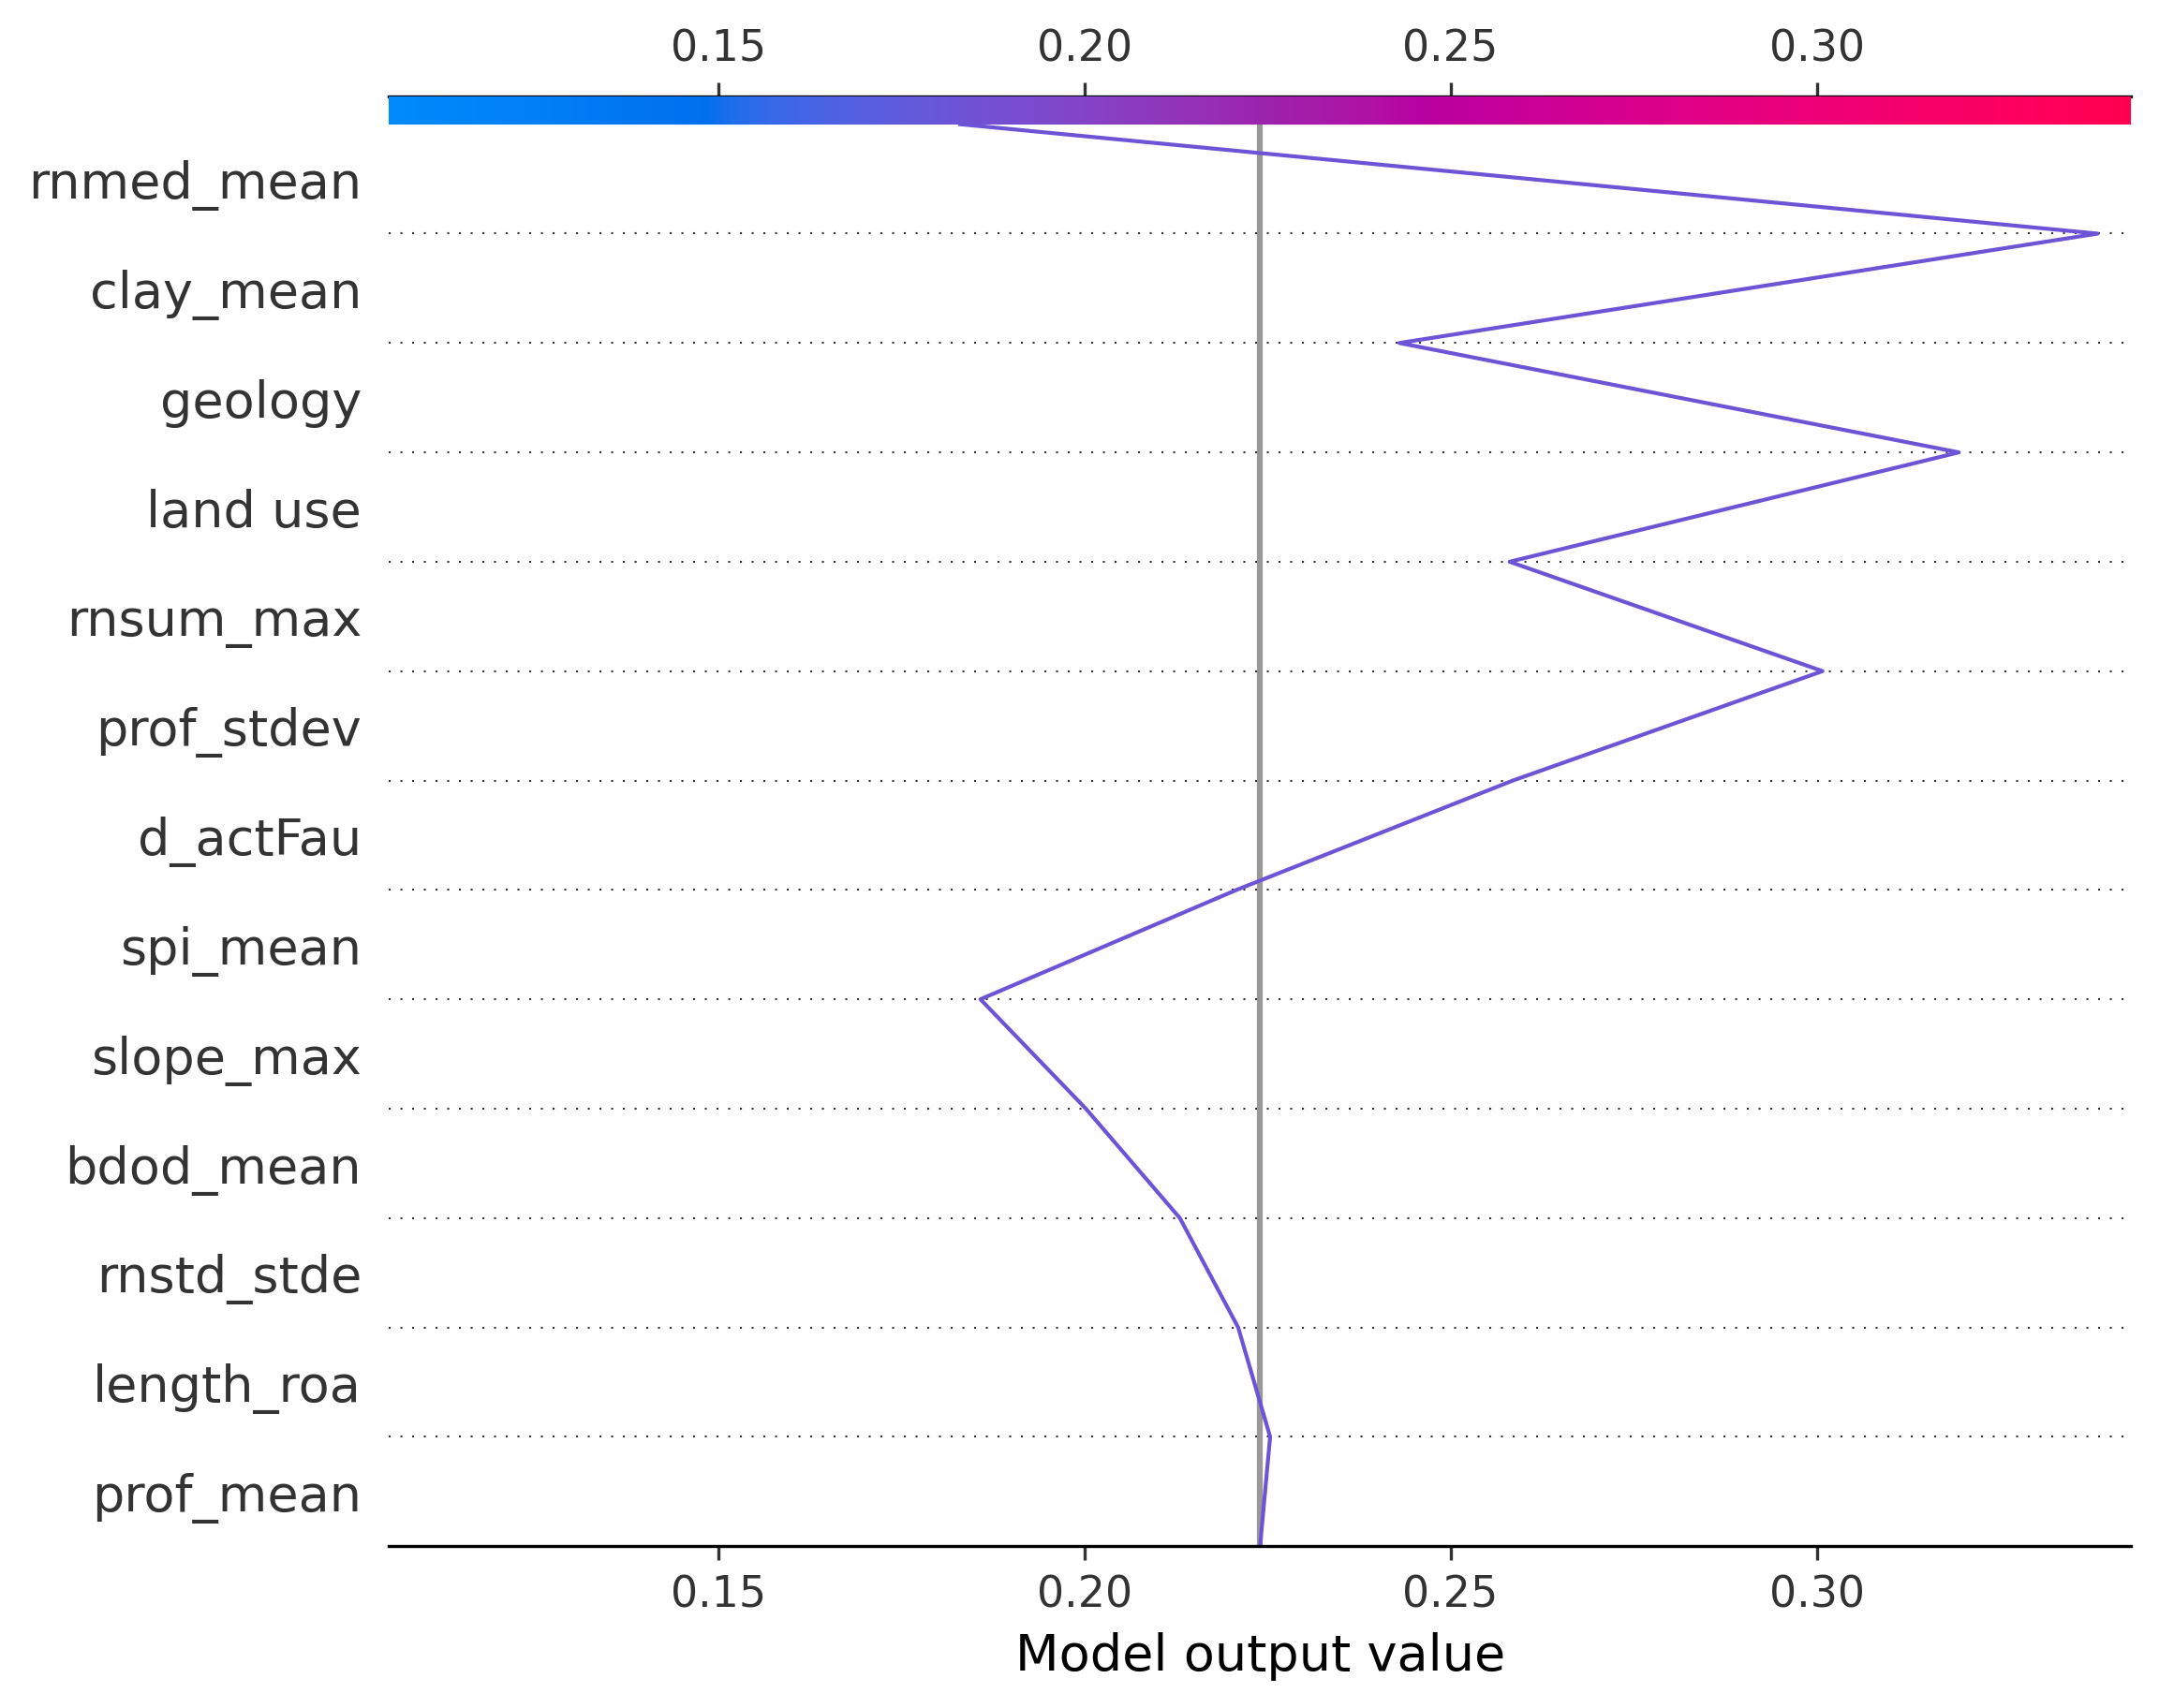 0.15 0.20 0.25 0.30
rnmed_mean
clay_mean
geology
land use
rnsum_max
prof_stdev
d_actFau
spi_mean
slope_max
bdod_mean
rnstd_stde
length_roa
prof_mean
0.15 0.20 0.25 0.30
Model output value